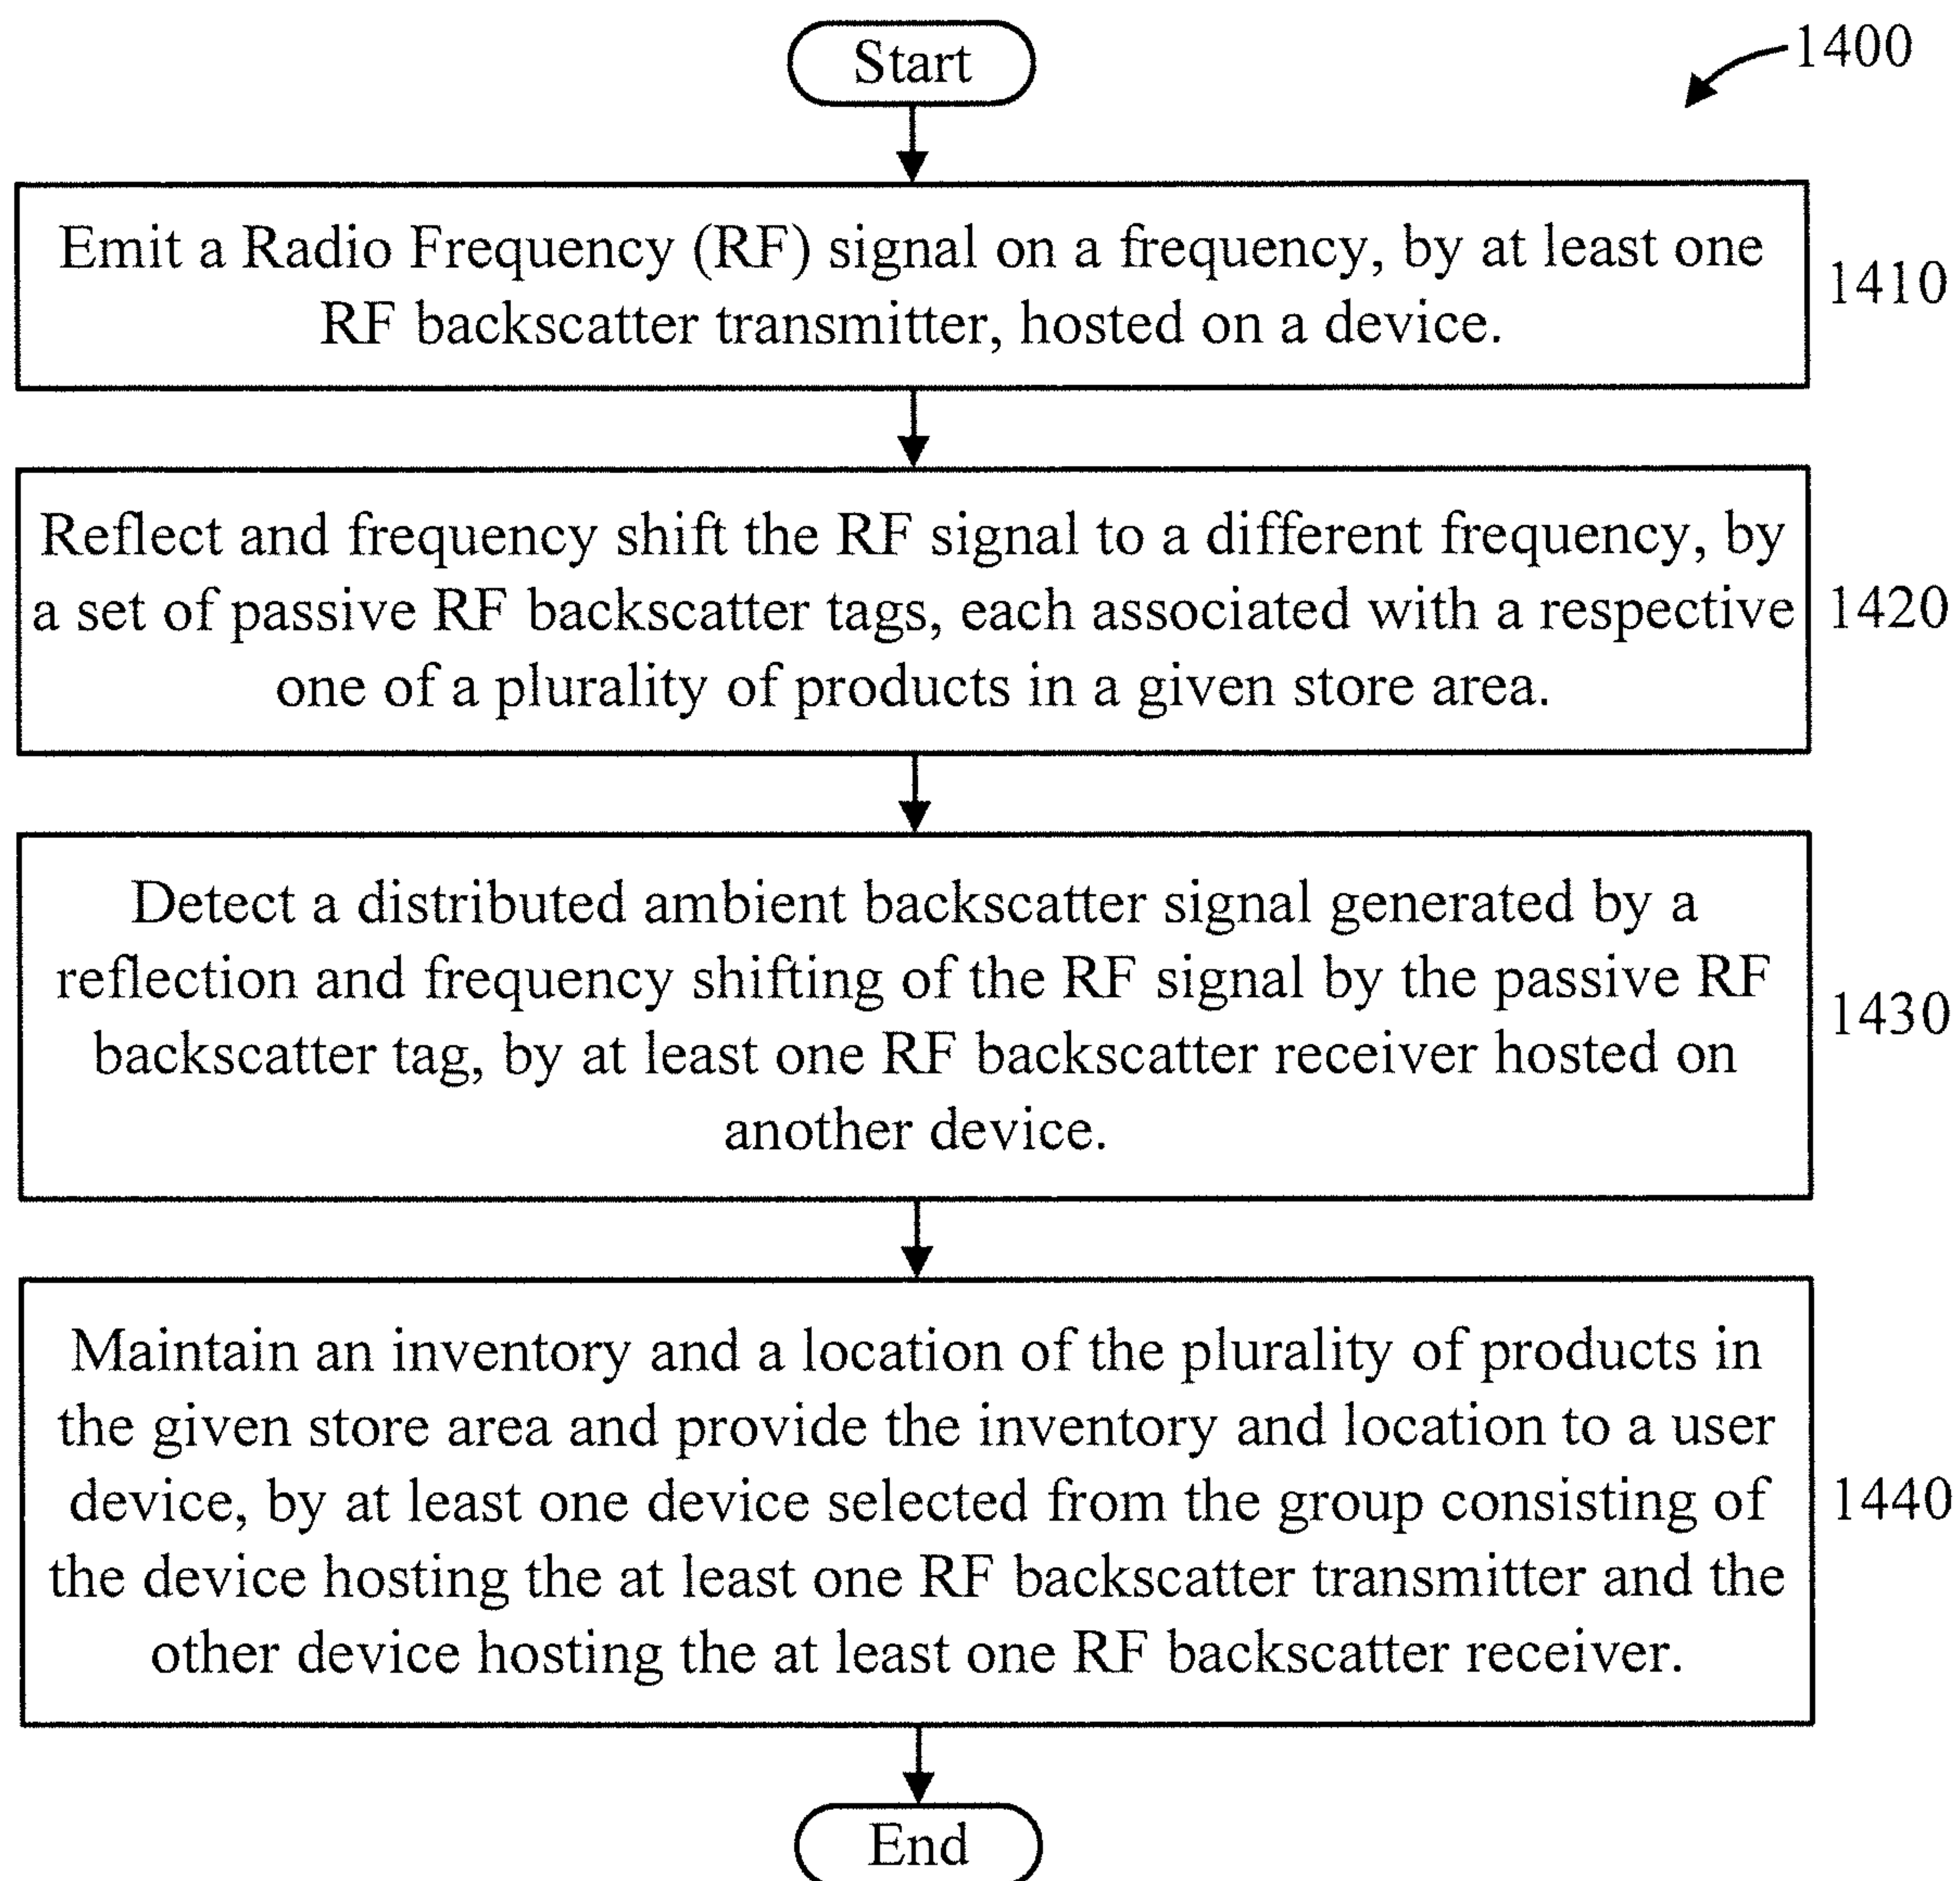 Start
1400
Emit a Radio Frequency (RF) signal on a frequency, by at least one
RF backscatter transmitter, hosted on a device.
1410
Reflect and frequency shift the RF signal to a different frequency, by
a set of passive RF backscatter tags, each associated with a respective
one of a plurality of products in a given store area.
1420
Detect a distributed ambient backscatter signal generated by a
reflection and frequency shifting of the RF signal by the passive RF
backscatter tag, by at least one RF backscatter receiver hosted on
another device.
1430
Maintain an inventory and a location of the plurality of products in
the given store area and provide the inventory and location to a user
device, by at least one device selected from the group consisting of
the device hosting the at least one RF backscatter transmitter and the
other device hosting the at least one RF backscatter receiver.
1440
End